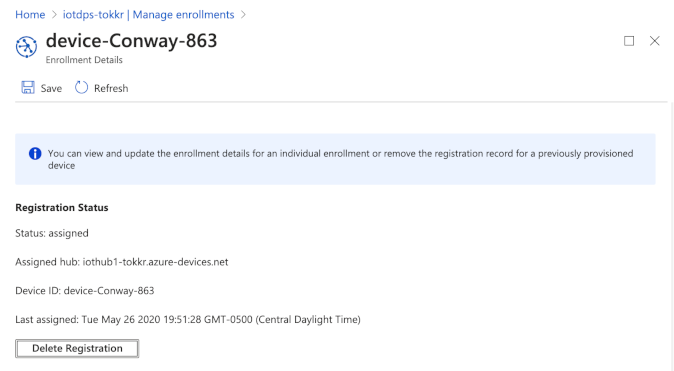 Home > iotdps-tokkr | Manage enrollments >
device-Conway-863
Enrollment Details
Save Refresh
You can view and update the enrollment details for an individual enrollment or remove the registration record for a previously provisioned
device
Registration Status
Status: assigned
Assigned hub: iothub1-tokkr.azure-devices.net
Device ID: device-Conway-863
Last assigned: Tue May 26 2020 19:51:28 GMT-0500 (Central Daylight Time)
Delete Registration